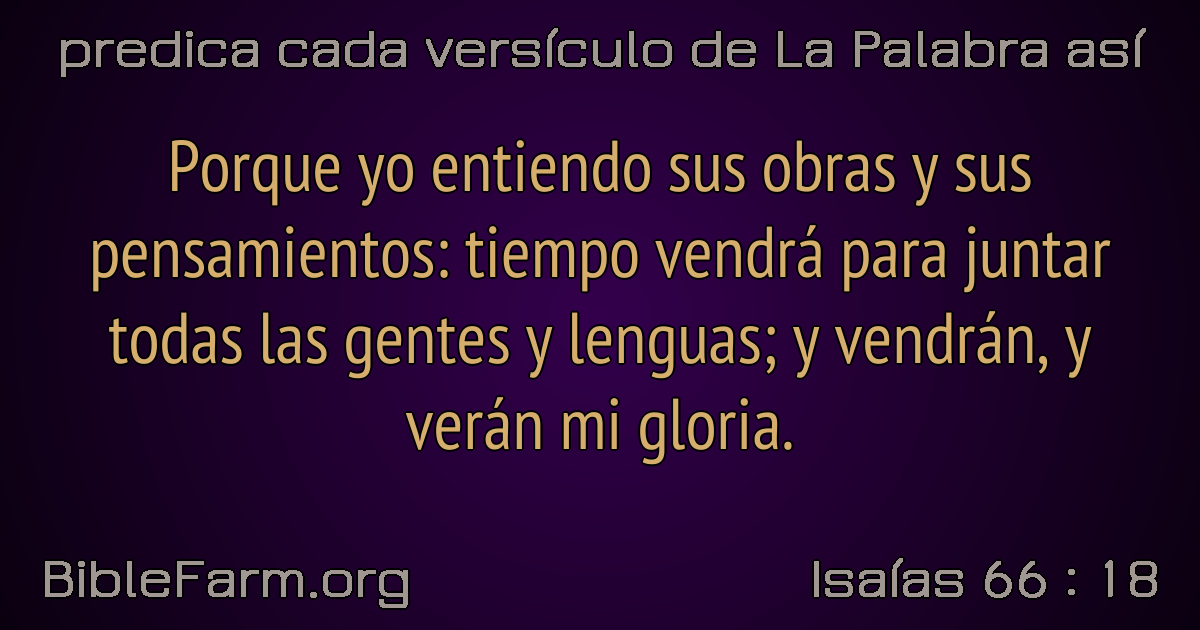 predica cada versículo de La Palabra así
Porque yo entiendo sus obras y sus
pensamientos: tiempo vendrá para juntar
todas las gentes y lenguas; y vendrán, y
verán mi gloria.
BibleFarm.org
Isaías 66 : 18